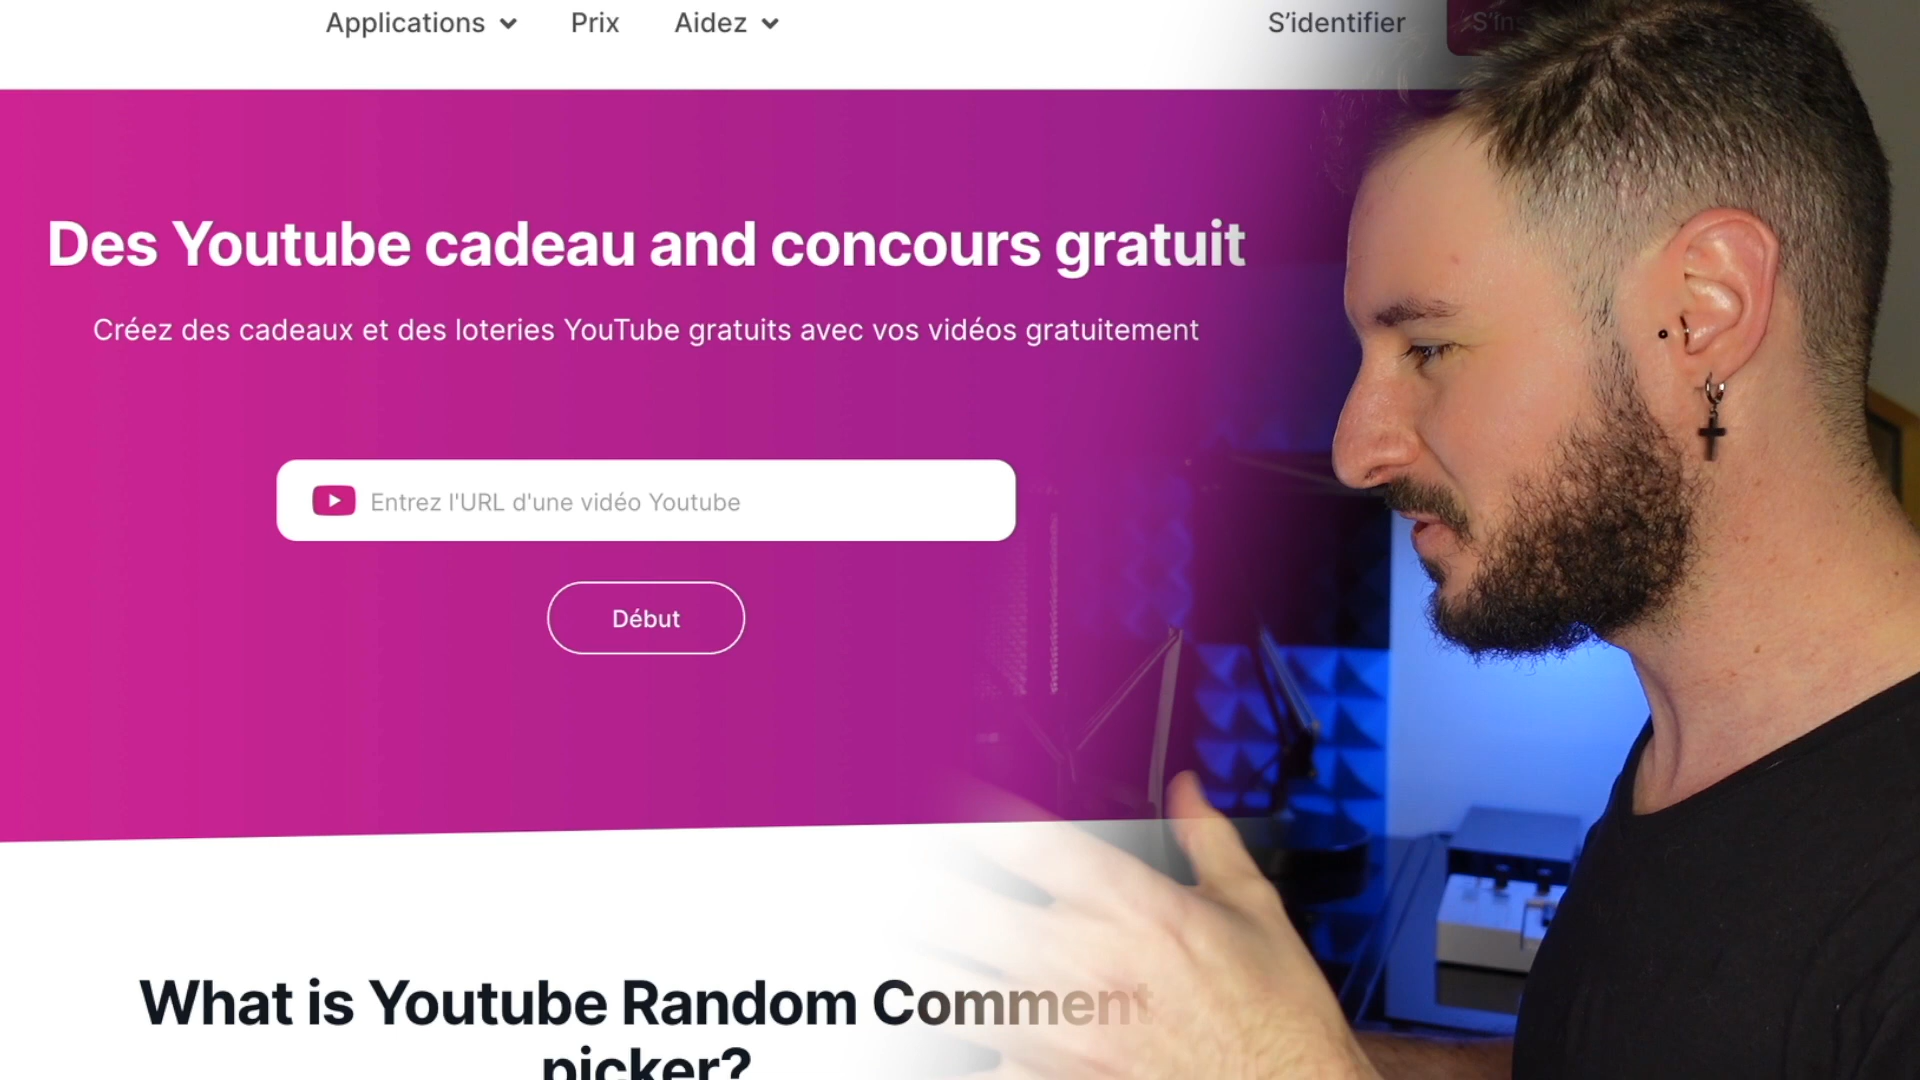 Applications Prix Aidez S'identifier S'ins
Des Youtube cadeau and concours gratuit
Créez des cadeaux et des loteries YouTube gratuits avec vos vidéos gratuitement
Entrez l'URL d'une vidéo Youtube
Début
What is Youtube Random Comment
picker?